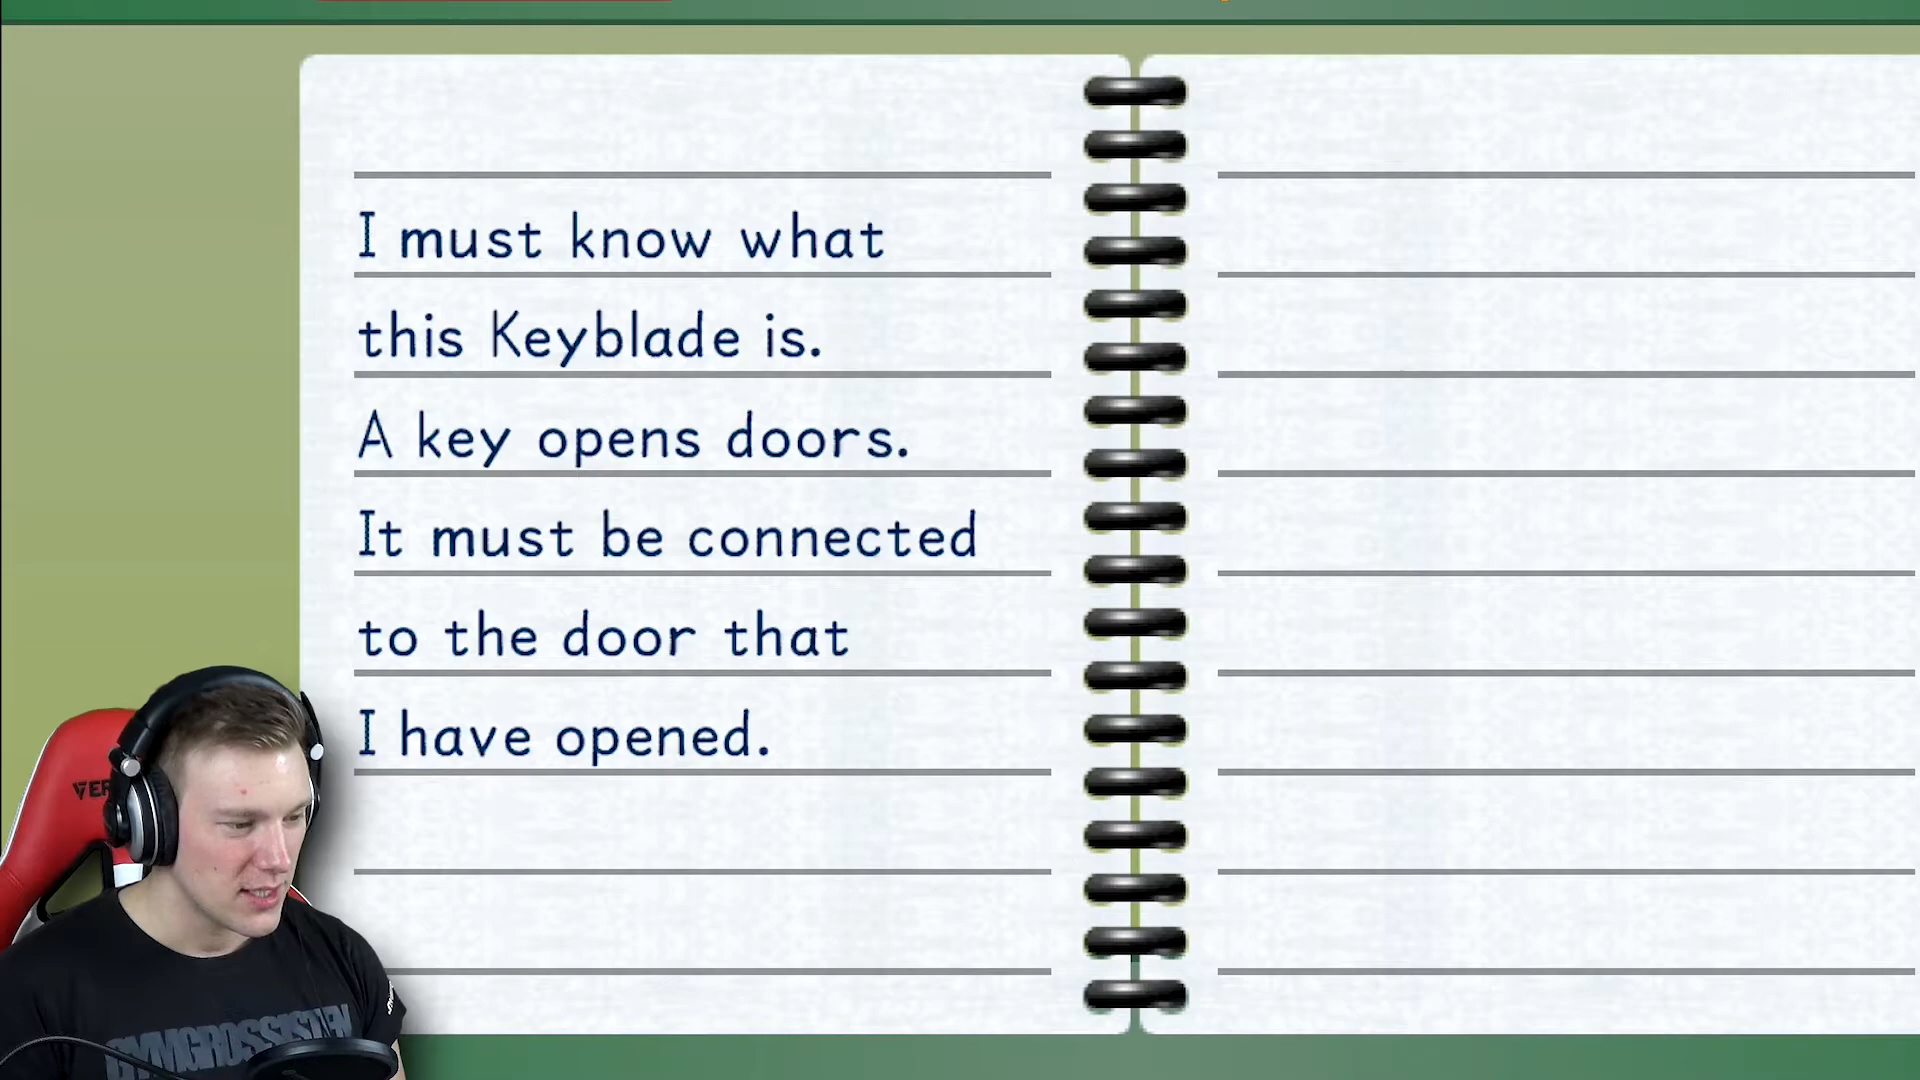 I must know what
this Keyblade is.
A key opens doors.
It must be connected
to the door that
I have opened.
GYMGROSSISTEN